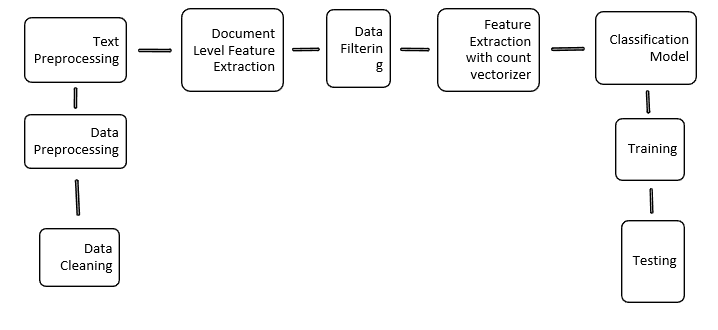 Text
Preprocessing
Document
Level Feature
Extraction
Data
Filterin
g
Feature
Extraction
with count
vectorizer
Classification
Model
Data
Preprocessing
Training
Data
Cleaning
Testing